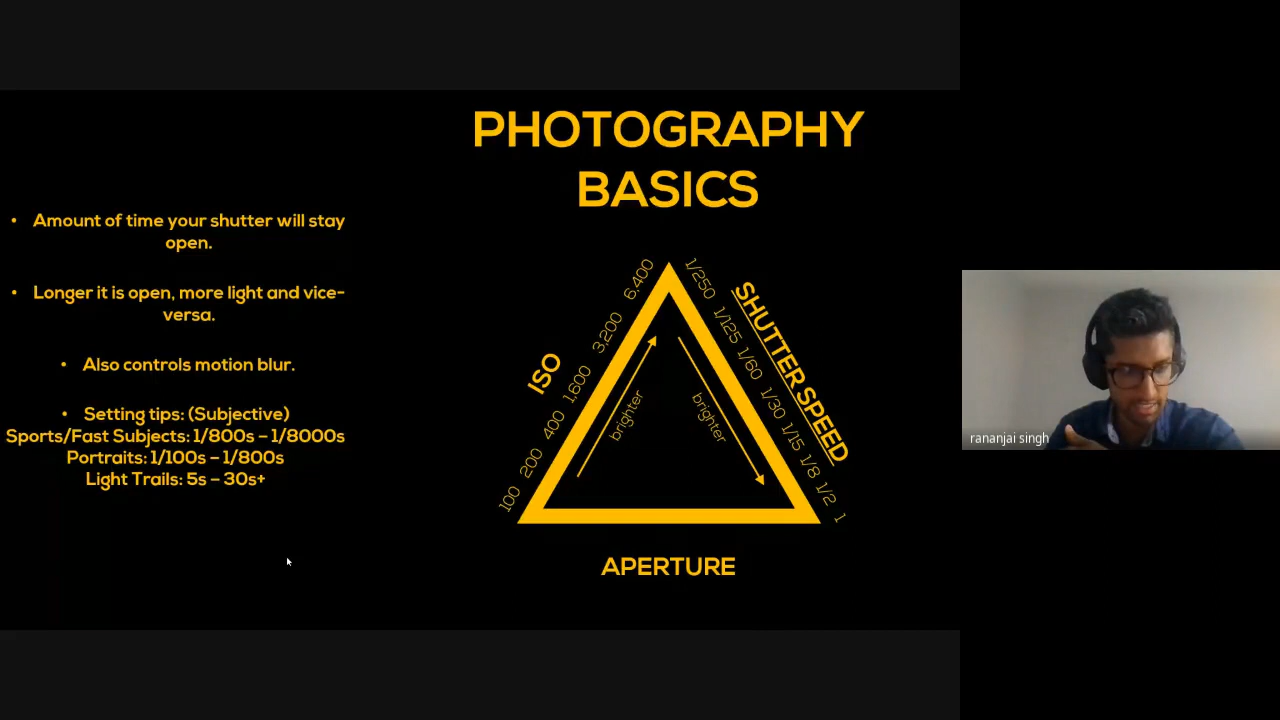 PHOTOGRAPHY
BASICS
• Amount of time your shutter will stay
open.
• Longer it is open, more light and vice-
versa.
• Also controls motion blur.
• Setting tips: (Subjective)
Sports/Fast Subjects: 1/800s – 1/8000s
Portraits: 1/100s – 1/800s
Light Trails: 5s – 30s+
ISO
100 200 400 1,600 3,200 6,400
brighter
SHUTTER SPEED
1/250 1/125 1/60 1/30 1/15 1/8 1/2 1
brighter
APERTURE
rananjai singh